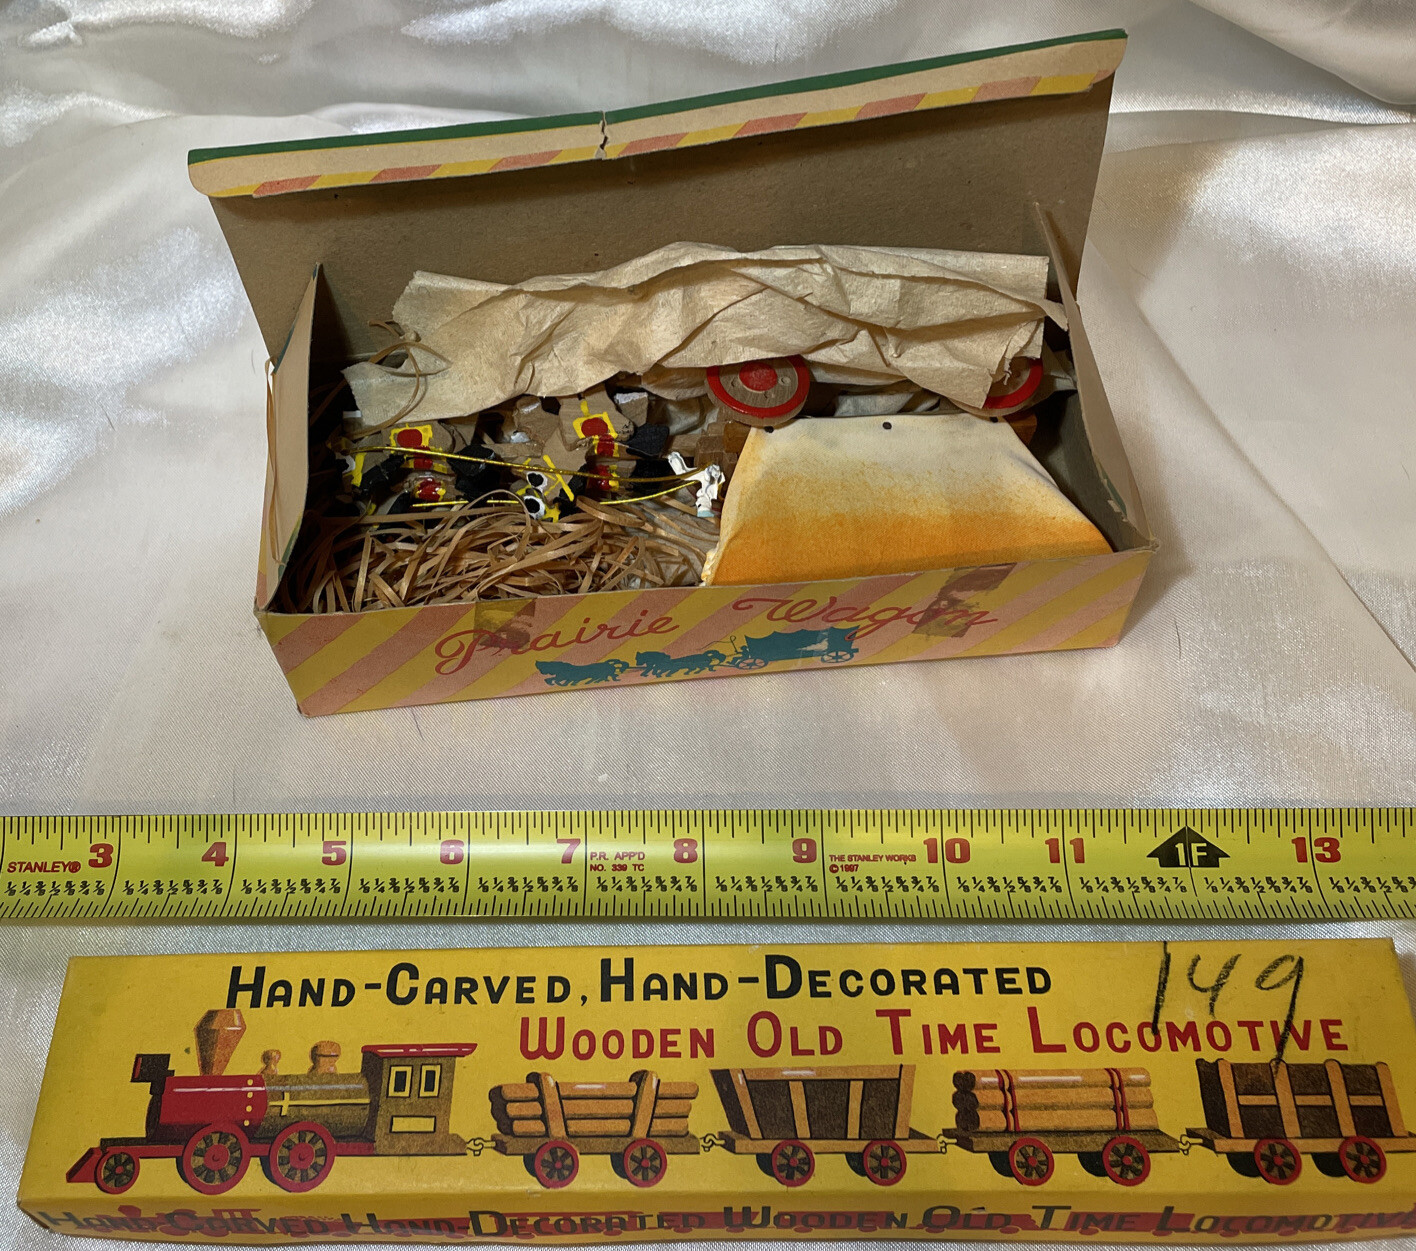 Prairie Wagon
3 4 5 6 7 8 9 10 11 1F 13
STANLEY®
P.R. APP'D
NO. 339 TC
THE STANLEY WORKS
©1997
HAND-CARVED, HAND-DECORATED
149
WOODEN OLD TIME LOCOMOTIVE
HAND-CARVED HAND-DECORATED WOODEN OLD TIME LOCOMOTIVE